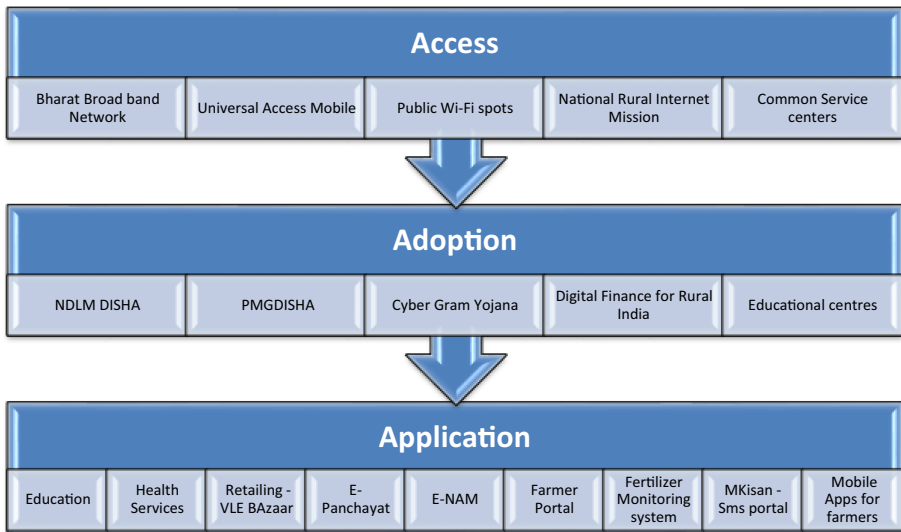 Access
Bharat Broad band
Network
Universal Access Mobile
Public Wi-Fi spots
National Rural Internet
Mission
Common Service
centers
Adoption
NDLM DISHA
PMGDISHA
Cyber Gram Yojana
Digital Finance for Rural
India
Educational centres
Application
Education
Health
Services
Retailing -
VLE BAzaar
E-
Panchayat
E-NAM
Farmer
Portal
Fertilizer
Monitoring
system
MKisan -
Sms portal
Mobile
Apps for
farmers